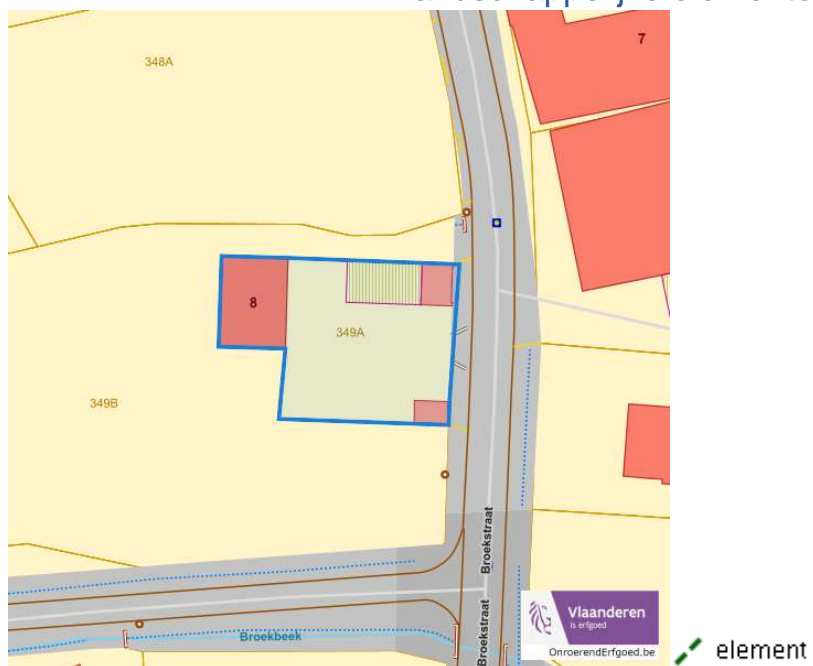 348A
7
8
349A
349B
Broekstraat
Broekstraat
Broekbeek
Vlaanderen
is erfgoed
OnroerendErfgoed.be
element